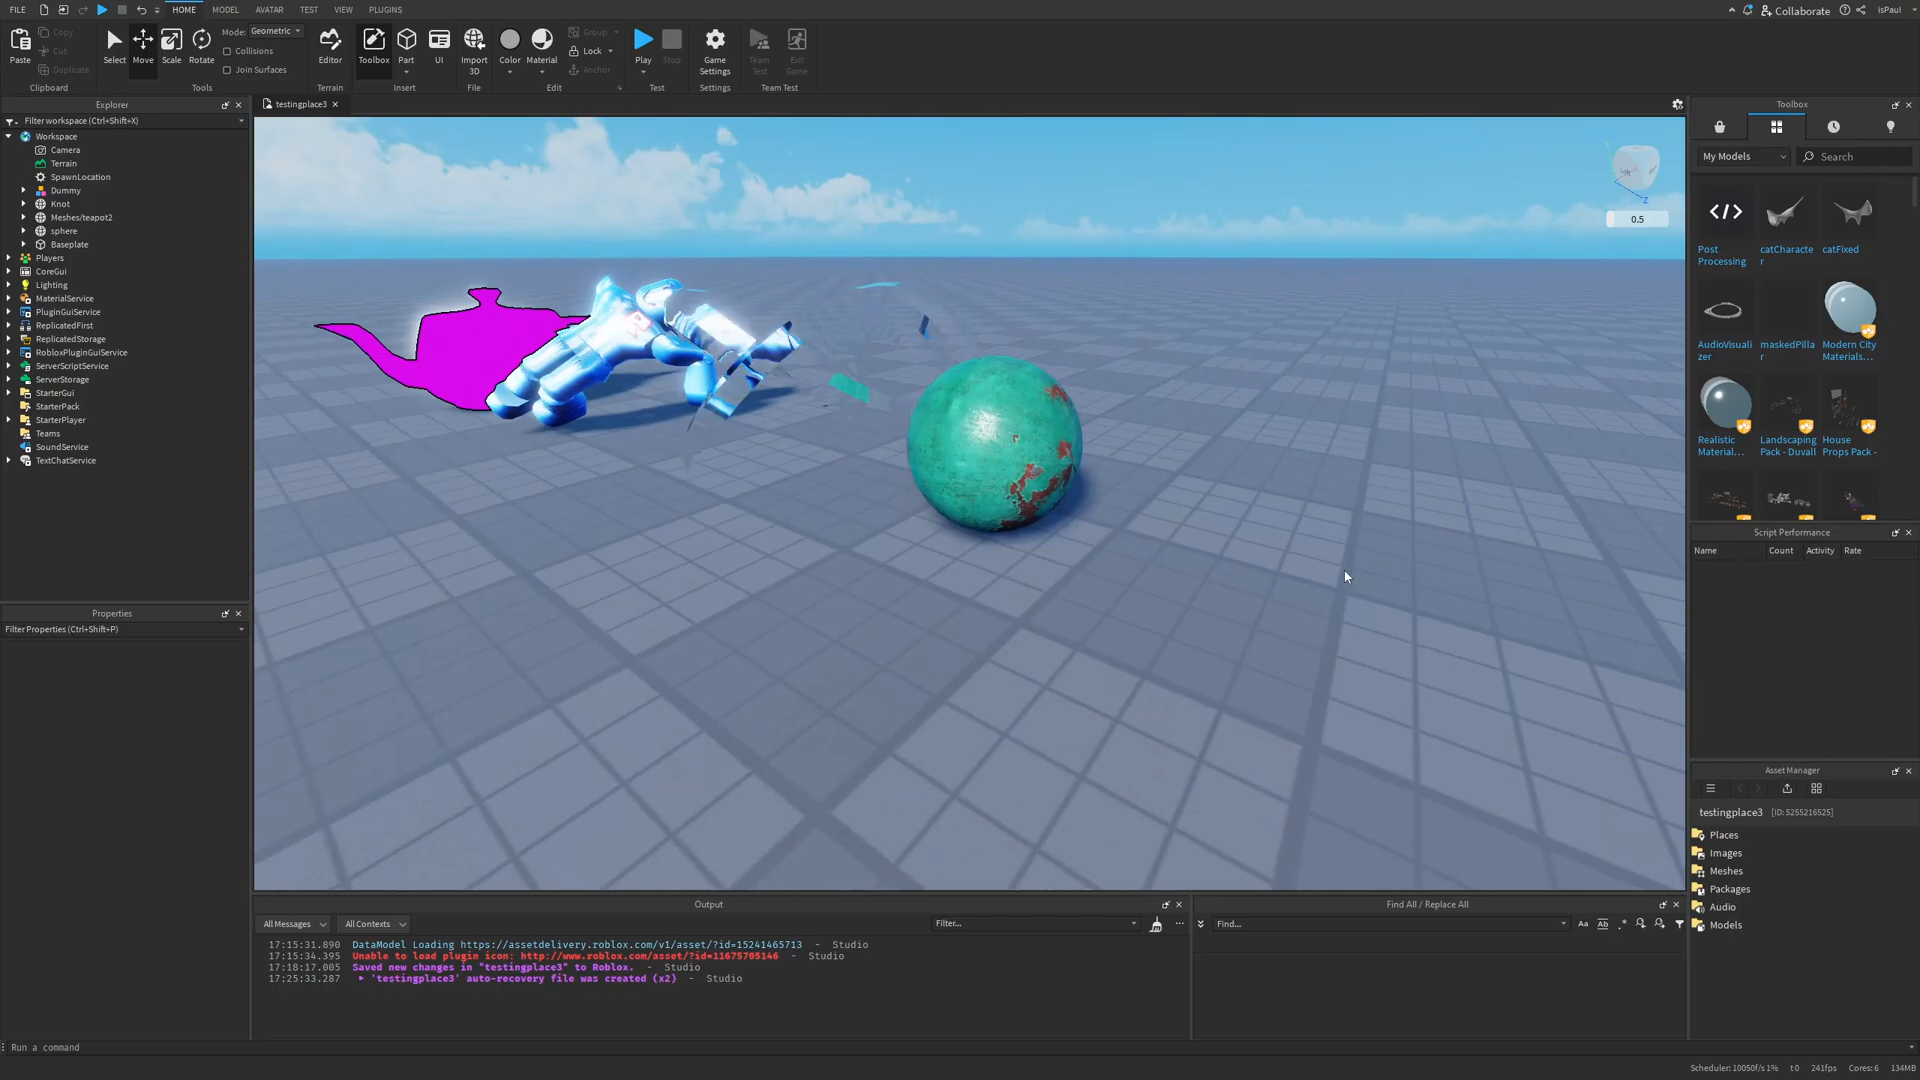 FILE
HOME MODEL AVATAR TEST VIEW PLUGINS
Collaborate isPaul
Paste Copy Cut Duplicate
Clipboard
Select Move Scale Rotate
Mode: Geometric
Collisions
Join Surfaces
Tools
Editor
Terrain
Toolbox Part UI
Insert
Import 3D
File
Color Material
Group
Lock
Anchor
Edit
Play Stop
Test
Game Settings
Settings
Team Test Exit Game
Team Test
Explorer
Filter workspace (Ctrl+Shift+X)
Workspace
Camera
Terrain
SpawnLocation
Dummy
Knot
Meshes/teapot2
sphere
Baseplate
Players
CoreGui
Lighting
MaterialService
PluginGuiService
ReplicatedFirst
ReplicatedStorage
RobloxPluginGuiService
ServerScriptService
ServerStorage
StarterGui
StarterPack
StarterPlayer
Teams
SoundService
TextChatService
Properties
Filter Properties (Ctrl+Shift+P)
testingplace3
Z
0.5
Toolbox
My Models Search
Post Processing
catCharacte
r
catFixed
AudioVisuali
zer
maskedPilla
r
Modern City
Materials...
Realistic
Material...
Landscaping
Pack - Duvall
House
Props Pack -
Script Performance
Name Count Activity Rate
Asset Manager
testingplace3 [ID: 5255216525]
Places
Images
Meshes
Packages
Audio
Models
Output
All Messages All Contexts Filter...
17:15:31.890 DataModel Loading https://assetdelivery.roblox.com/v1/asset/?id=15241465713 - Studio
17:15:34.395 Unable to load plugin icon: http://www.roblox.com/asset/?id=11675705146 - Studio
17:18:17.005 Saved new changes in "testingplace3" to Roblox. - Studio
17:25:33.287 'testingplace3' auto-recovery file was created (x2) - Studio
Find All / Replace All
Find...
Aa Ab .*
Run a command
Scheduler: 10050f/s 1% t0 241fps Cores: 6 134MB